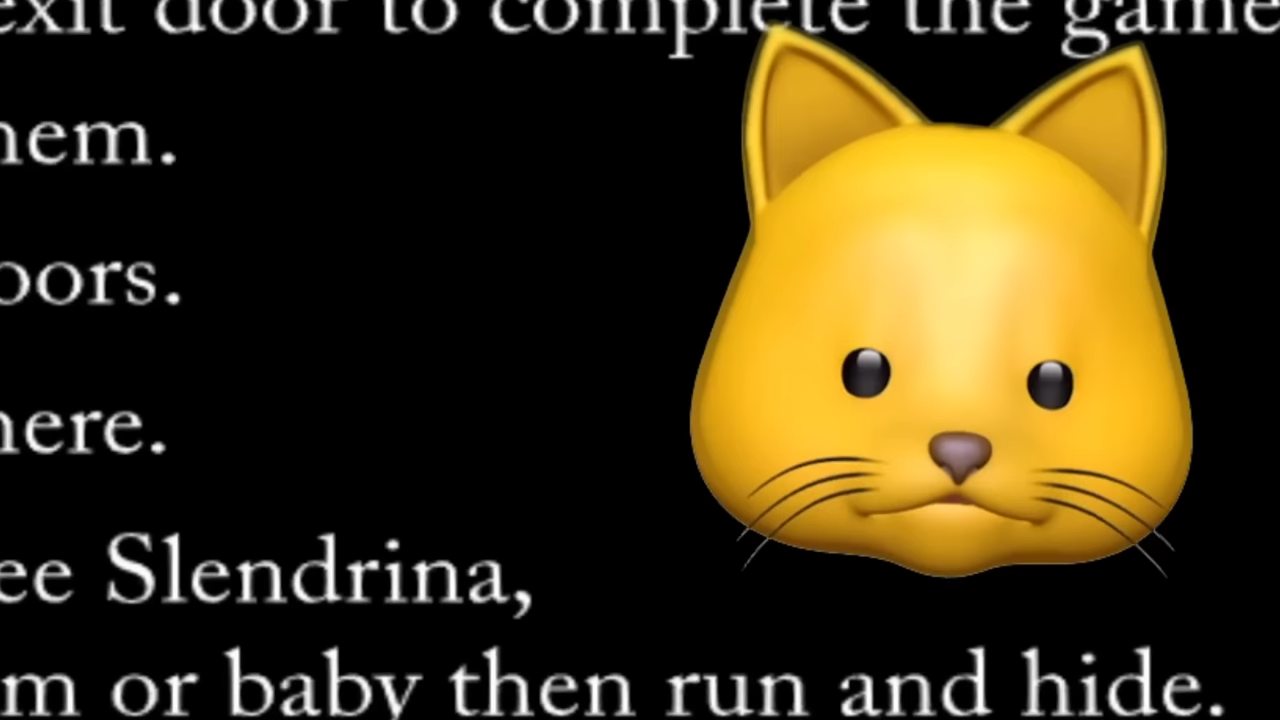 exit door to complete the game
hem.
oors.
here.
ee Slendrina,
m or baby then run and hide.